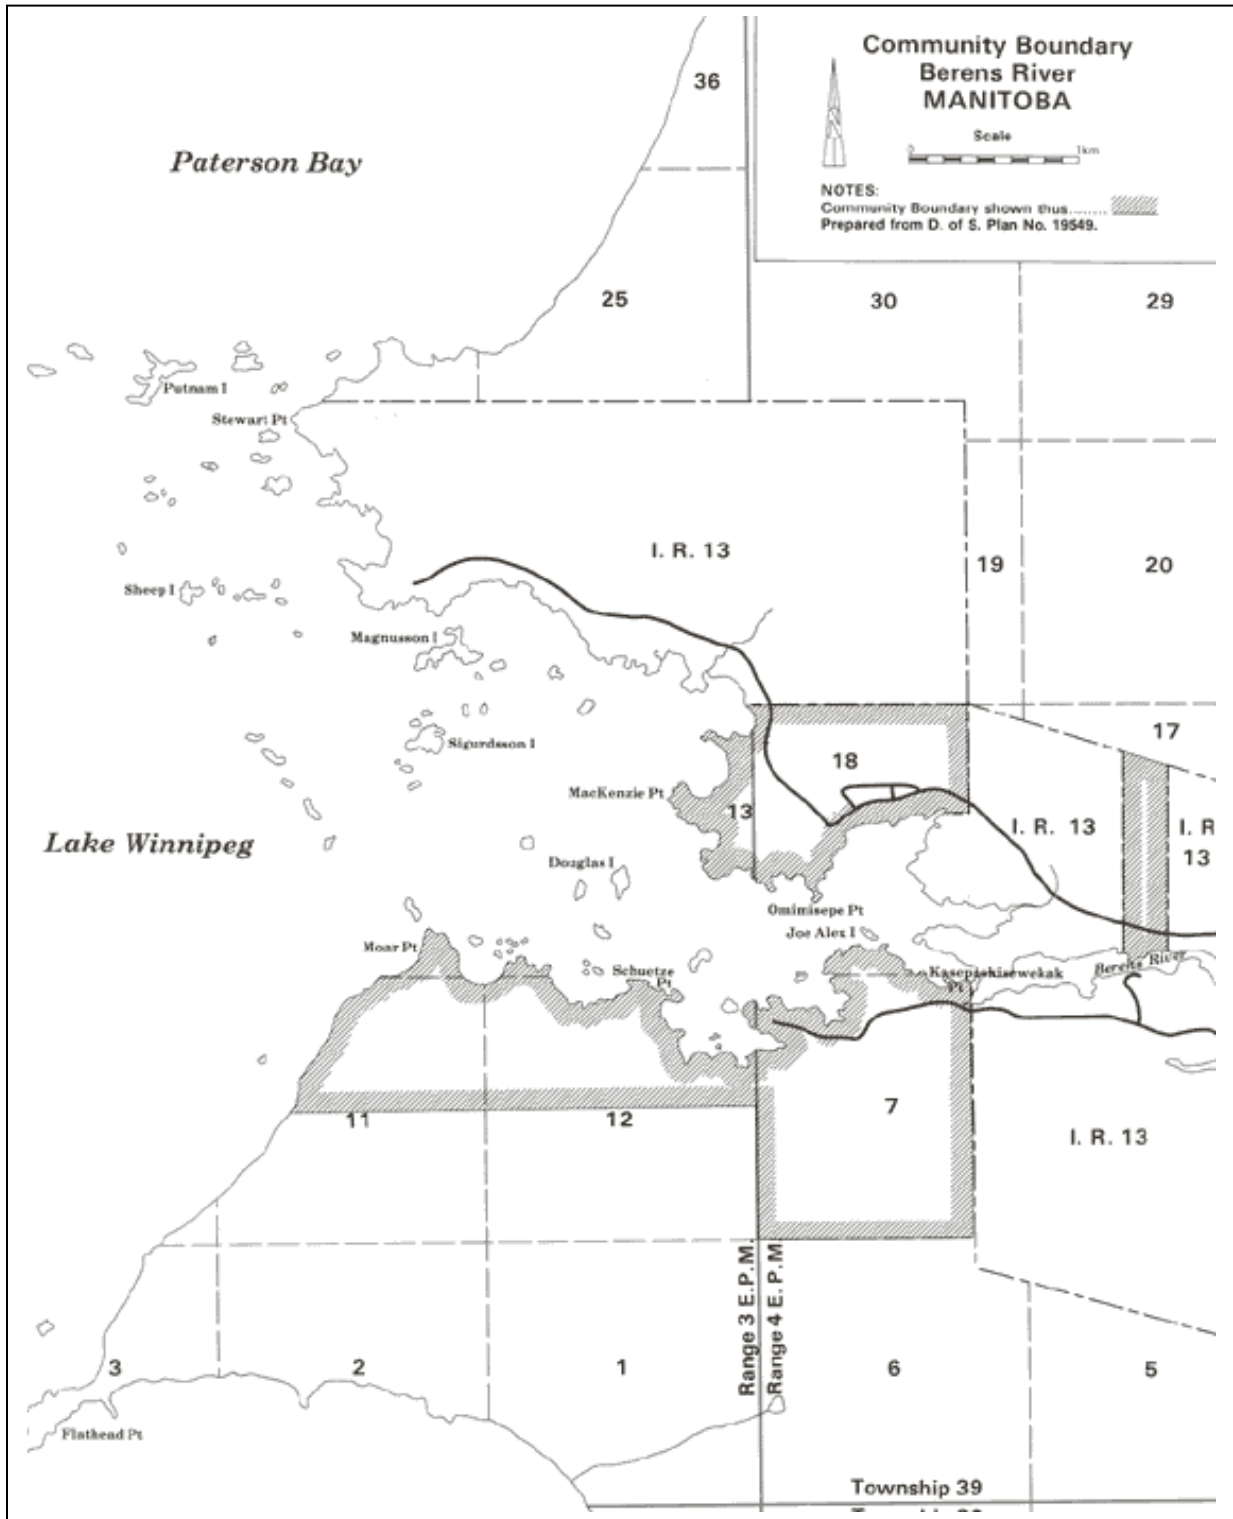 Community Boundary
Berens River
MANITOBA
Scale
0 1km
NOTES:
Community Boundary shown thus........
Prepared from D. of S. Plan No. 19549.
36
Paterson Bay
25
30
29
Putnam I
Stewart Pt
I. R. 13
19
20
Sheep I
Magnusson I
17
Sigurdsson I
18
MacKenzie Pt
13
I. R. 13
I. R
13
Lake Winnipeg
Douglas I
Omimisepe Pt
Joe Alex I
Moar Pt
Schuetze
Pt
Kasepaskisewekak
Pt
Berens River
11
12
7
I. R. 13
Range 3 E.P.M.
Range 4 E. P. M
3
2
1
6
5
Flathead Pt
Township 39